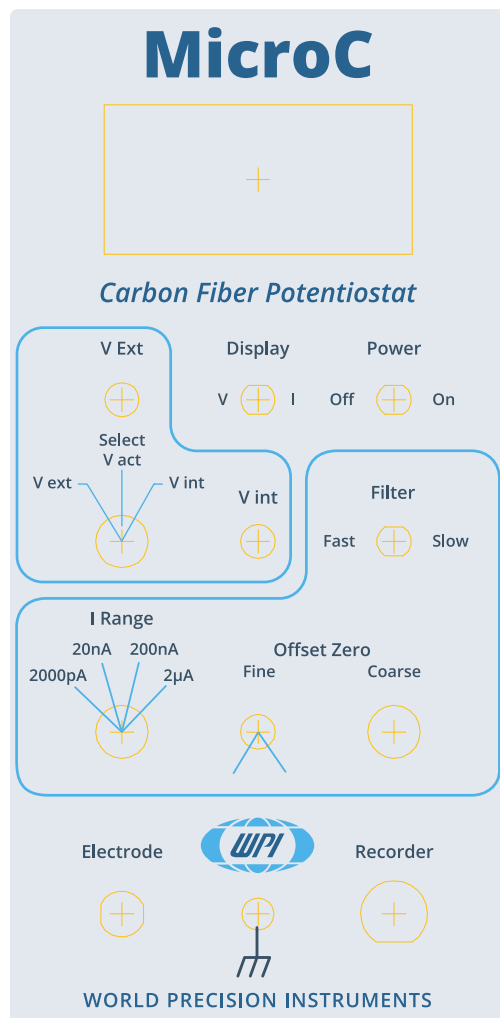 MicroC
Carbon Fiber Potentiostat
V Ext
Display
Power
V
I
Off
On
Select
V act
V ext
V int
V int
Filter
Fast
Slow
I Range
20nA
200nA
2000pA
2µA
Offset Zero
Fine
Coarse
Electrode
WPI
Recorder
WORLD PRECISION INSTRUMENTS